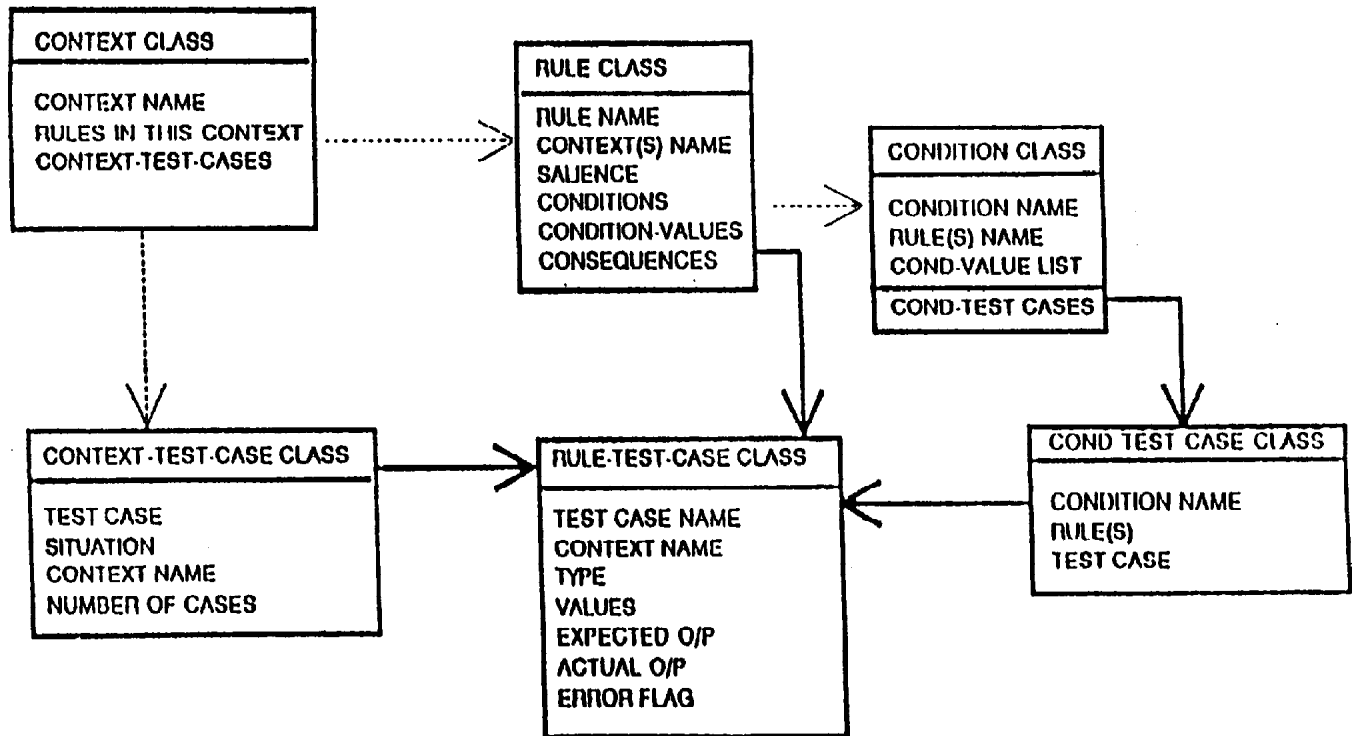 CONTEXT CLASS
CONTEXT NAME
RULES IN THIS CONTEXT
CONTEXT-TEST-CASES
RULE CLASS
RULE NAME
CONTEXT(S) NAME
SALIENCE
CONDITIONS
CONDITION-VALUES
CONSEQUENCES
CONDITION CLASS
CONDITION NAME
RULE(S) NAME
COND-VALUE LIST
COND-TEST CASES
CONTEXT-TEST-CASE CLASS
TEST CASE
SITUATION
CONTEXT NAME
NUMBER OF CASES
RULE-TEST-CASE CLASS
TEST CASE NAME
CONTEXT NAME
TYPE
VALUES
EXPECTED O/P
ACTUAL O/P
ERROR FLAG
COND TEST CASE CLASS
CONDITION NAME
RULE(S)
TEST CASE